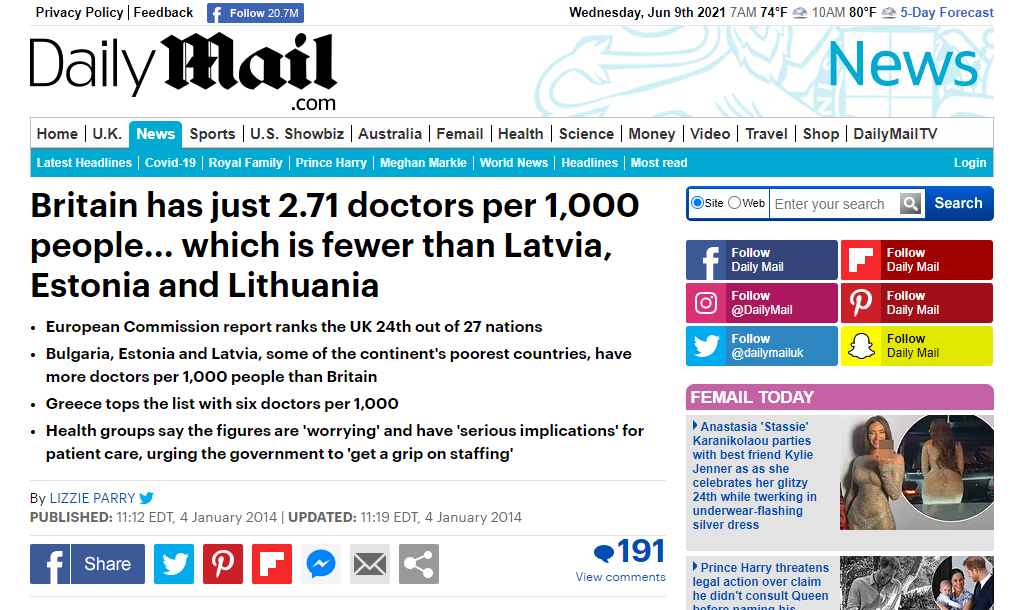 Privacy Policy | Feedback Follow 20.7M Wednesday, Jun 9th 2021 7AM 74°F 10AM 80°F 5-Day Forecast
Daily Mail
.com
News
Home U.K. News Sports U.S. Showbiz Australia Femail Health Science Money Video Travel Shop DailyMailTV
Latest Headlines Covid-19 Royal Family Prince Harry Meghan Markle World News Headlines Most read Login
Britain has just 2.71 doctors per 1,000
people... which is fewer than Latvia,
Estonia and Lithuania
• European Commission report ranks the UK 24th out of 27 nations
• Bulgaria, Estonia and Latvia, some of the continent's poorest countries, have
more doctors per 1,000 people than Britain
• Greece tops the list with six doctors per 1,000
• Health groups say the figures are 'worrying' and have 'serious implications' for
patient care, urging the government to 'get a grip on staffing'
By LIZZIE PARRY
PUBLISHED: 11:12 EDT, 4 January 2014 | UPDATED: 11:19 EDT, 4 January 2014
Share
191
View comments
Site Web Enter your search Search
Follow
Daily Mail
Follow
Daily Mail
Follow
@DailyMail
Follow
Daily Mail
Follow
@dailymailuk
Follow
Daily Mail
FEMAIL TODAY
Anastasia 'Stassie'
Karanikolaou parties
with best friend Kylie
Jenner as as she
celebrates her glitzy
24th while twerking in
underwear-flashing
silver dress
Prince Harry threatens
legal action over claim
he didn't consult Queen
before naming his